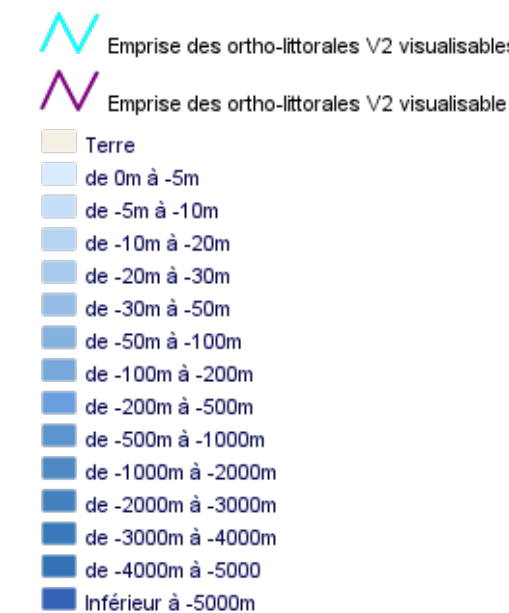 Emprise des ortho-littorales V2 visualisables
Emprise des ortho-littorales V2 visualisable
Terre
de 0m à -5m
de -5m à -10m
de -10m à -20m
de -20m à -30m
de -30m à -50m
de -50m à -100m
de -100m à -200m
de -200m à -500m
de -500m à -1000m
de -1000m à -2000m
de -2000m à -3000m
de -3000m à -4000m
de -4000m à -5000
Inférieur à -5000m